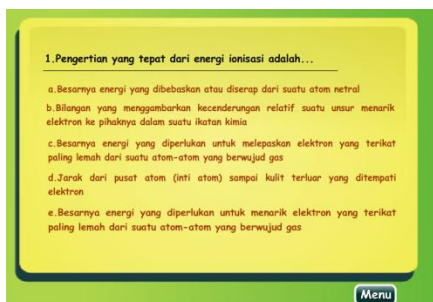 1.Pengertian yang tepat dari energi ionisasi adalah...
a.Besarnya energi yang dibebaskan atau diserap dari suatu atom netral
b.Bilangan yang menggambarkan kecenderungan relatif suatu unsur menarik
elektron ke pihaknya dalam suatu ikatan kimia
c.Besarnya energi yang diperlukan untuk melepaskan elektron yang terikat
paling lemah dari suatu atom-atom yang berwujud gas
d.Jarak dari pusat atom (inti atom) sampai kulit terluar yang ditempati
elektron
e.Besarnya energi yang diperlukan untuk menarik elektron yang terikat
paling lemah dari suatu atom-atom yang berwujud gas
Menu